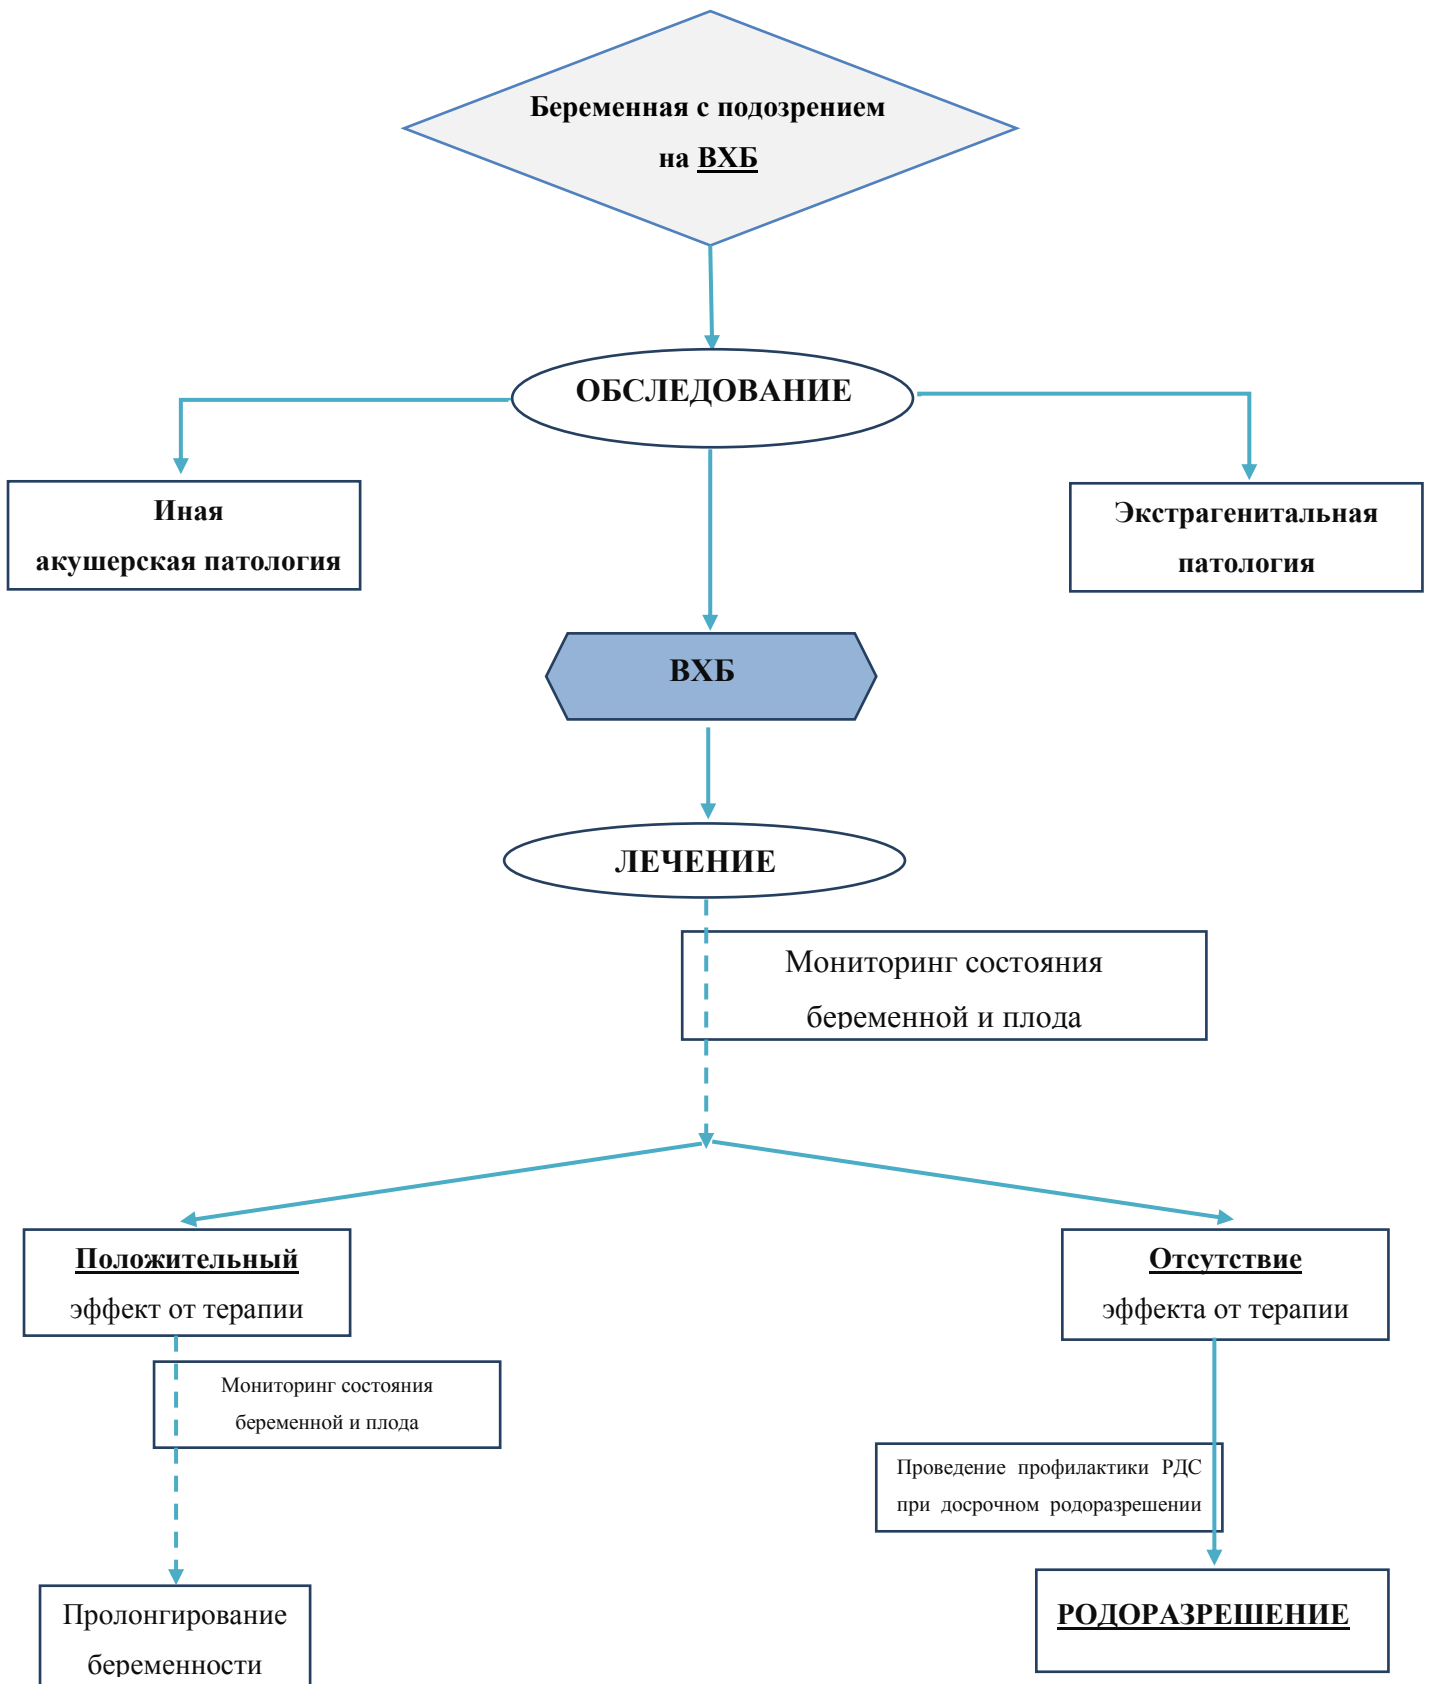 Беременная с подозрением
на ВХБ
ОБСЛЕДОВАНИЕ
Иная
акушерская патология
Экстрагенитальная
патология
ВХБ
ЛЕЧЕНИЕ
Мониторинг состояния
беременной и плода
Положительный
эффект от терапии
Отсутствие
эффекта от терапии
Мониторинг состояния
беременной и плода
Проведение профилактики РДС
при досрочном родоразрешении
Пролонгирование
беременности
РОДОРАЗРЕШЕНИЕ